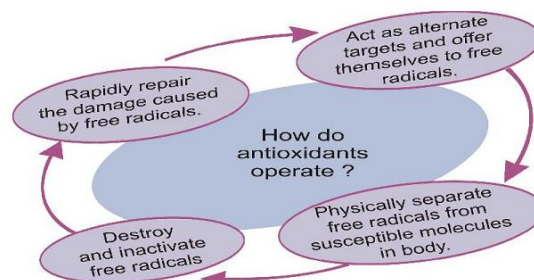 Act as alternate
targets and offer
themselves to free
radicals.
Rapidly repair
the damage caused
by free radicals.
How do
antioxidants
operate ?
Physically separate
free radicals from
susceptible molecules
in body.
Destroy
and inactivate
free radicals